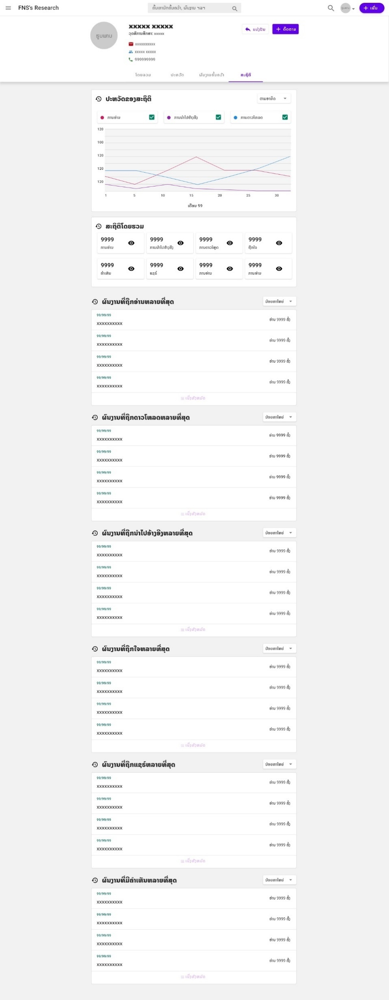 FNS's Research
ຄົ້ນຫານັກຄົ້ນຄວ້າ, ຜົນງານ ຯລຯ
ຮູບພາບ
ເພີ່ມ
ຮູບພາບ
xxxxx xxxxx
ວຸດທິການສຶກສາ: xxxxx
ແບ່ງປັນ
ຕິດຕາມ
xxxxxxxxxx
xxxxx xxxxx
999999999
ໂດຍລວມ
ປະຫວັດ
ຜົນງານຄົ້ນຄວ້າ
ສະຖິຕິ
ປະຫວັດຂອງສະຖິຕິ
ຕາມອາທິດ
ການອ່ານ
ການນຳໄປອ້າງອີງ
ການດາວໂຫລດ
120
100
120
120
120
1 5 10 15 20 25 30
ເດືອນ 99
ສະຖິຕິໂດຍຮວມ
9999 9999 9999 9999
ການອ່ານ ການນຳໄປອ້າງອີງ ການດາວໂຫຼດ ຖືກໃຈ
9999 9999 9999 9999
ຄຳເຫັນ ແຊຣ໌ ການອ່ານ ການອ່ານ
ຜົນງານທີ່ຖືກອ່ານຫລາຍທີ່ສຸດ
ນ້ອຍຫາໃຫຍ່
99/99/99
XXXXXXXXXX
ອ່ານ 9999 ຄັ້ງ
99/99/99
XXXXXXXXXX
ອ່ານ 9999 ຄັ້ງ
99/99/99
XXXXXXXXXX
ອ່ານ 9999 ຄັ້ງ
99/99/99
XXXXXXXXXX
ອ່ານ 9999 ຄັ້ງ
ເບິ່ງທັງຫມົດ
ຜົນງານທີ່ຖືກດາວໂຫລດຫລາຍທີ່ສຸດ
ນ້ອຍຫາໃຫຍ່
99/99/99
XXXXXXXXXX
ອ່ານ 9999 ຄັ້ງ
99/99/99
XXXXXXXXXX
ອ່ານ 9999 ຄັ້ງ
99/99/99
XXXXXXXXXX
ອ່ານ 9999 ຄັ້ງ
99/99/99
XXXXXXXXXX
ອ່ານ 9999 ຄັ້ງ
ເບິ່ງທັງຫມົດ
ຜົນງານທີ່ຖືກນຳໄປອ້າງອີງຫລາຍທີ່ສຸດ
ນ້ອຍຫາໃຫຍ່
99/99/99
XXXXXXXXXX
ອ່ານ 9999 ຄັ້ງ
99/99/99
XXXXXXXXXX
ອ່ານ 9999 ຄັ້ງ
99/99/99
XXXXXXXXXX
ອ່ານ 9999 ຄັ້ງ
99/99/99
XXXXXXXXXX
ອ່ານ 9999 ຄັ້ງ
ເບິ່ງທັງຫມົດ
ຜົນງານທີ່ຖືກໃຈຫລາຍທີ່ສຸດ
ນ້ອຍຫາໃຫຍ່
99/99/99
XXXXXXXXXX
ອ່ານ 9999 ຄັ້ງ
99/99/99
XXXXXXXXXX
ອ່ານ 9999 ຄັ້ງ
99/99/99
XXXXXXXXXX
ອ່ານ 9999 ຄັ້ງ
99/99/99
XXXXXXXXXX
ອ່ານ 9999 ຄັ້ງ
ເບິ່ງທັງຫມົດ
ຜົນງານທີ່ຖືກແຊຣ໌ຫລາຍທີ່ສຸດ
ນ້ອຍຫາໃຫຍ່
99/99/99
XXXXXXXXXX
ອ່ານ 9999 ຄັ້ງ
99/99/99
XXXXXXXXXX
ອ່ານ 9999 ຄັ້ງ
99/99/99
XXXXXXXXXX
ອ່ານ 9999 ຄັ້ງ
99/99/99
XXXXXXXXXX
ອ່ານ 9999 ຄັ້ງ
ເບິ່ງທັງຫມົດ
ຜົນງານທີ່ມີຄຳເຫັນຫລາຍທີ່ສຸດ
ນ້ອຍຫາໃຫຍ່
99/99/99
XXXXXXXXXX
ອ່ານ 9999 ຄັ້ງ
99/99/99
XXXXXXXXXX
ອ່ານ 9999 ຄັ້ງ
99/99/99
XXXXXXXXXX
ອ່ານ 9999 ຄັ້ງ
99/99/99
XXXXXXXXXX
ອ່ານ 9999 ຄັ້ງ
ເບິ່ງທັງຫມົດ